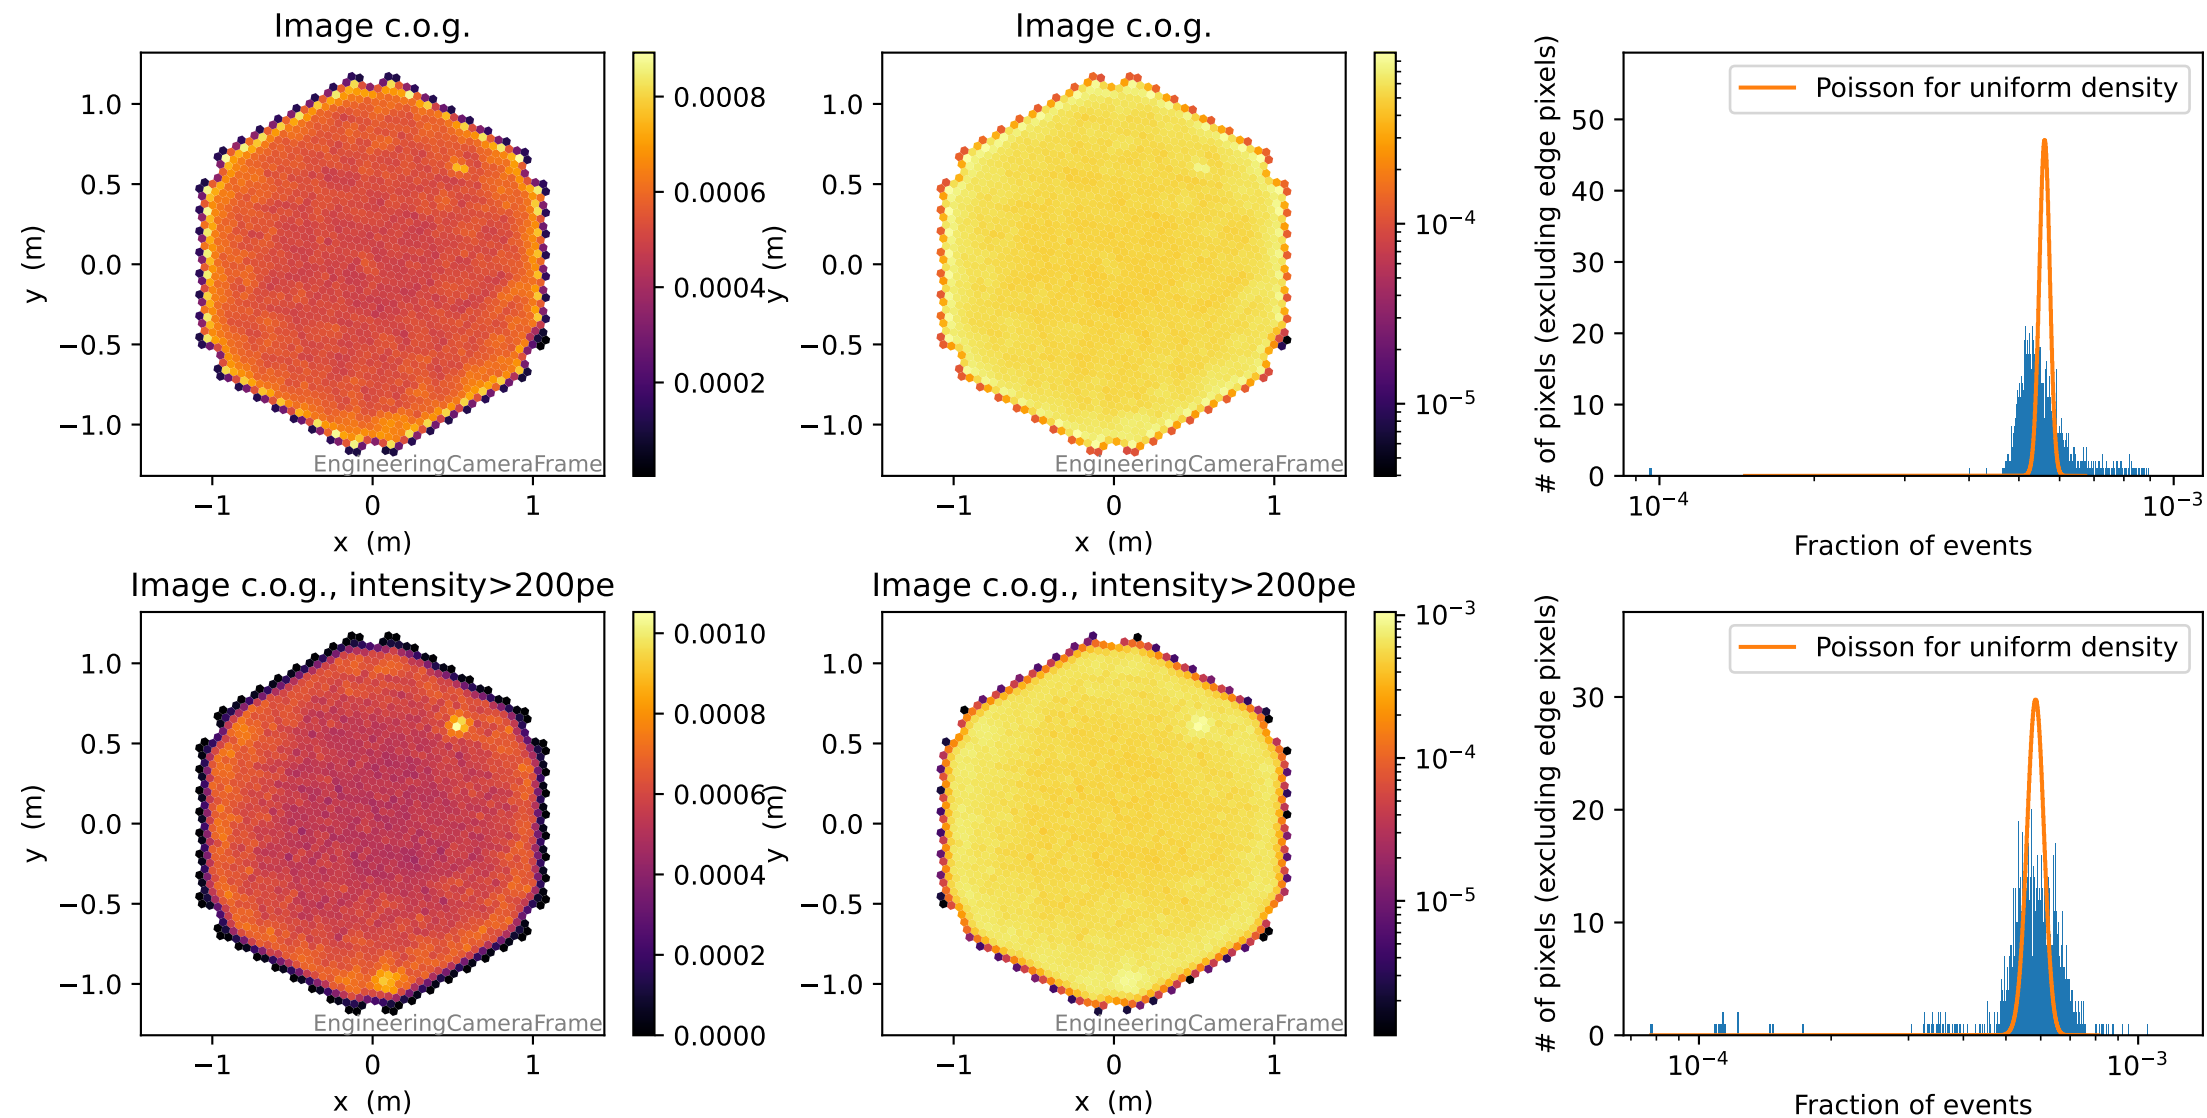 Image c.o.g.
1.0
0.5
0.0
−0.5
−1.0
y (m)
−1
0
1
x (m)
EngineeringCameraFrame
0.0008
0.0006
0.0004
0.0002
Image c.o.g.
1.0
0.5
0.0
−0.5
−1.0
y (m)
−1
0
1
x (m)
EngineeringCameraFrame
10⁻⁴
10⁻⁵
# of pixels (excluding edge pixels)
50
40
30
20
10
0
Poisson for uniform density
10⁻⁴
10⁻³
Fraction of events
Image c.o.g., intensity>200pe
1.0
0.5
0.0
−0.5
−1.0
y (m)
−1
0
1
x (m)
EngineeringCameraFrame
0.0010
0.0008
0.0006
0.0004
0.0002
0.0000
Image c.o.g., intensity>200pe
1.0
0.5
0.0
−0.5
−1.0
y (m)
−1
0
1
x (m)
EngineeringCameraFrame
10⁻³
10⁻⁴
10⁻⁵
# of pixels (excluding edge pixels)
30
20
10
0
Poisson for uniform density
10⁻⁴
10⁻³
Fraction of events